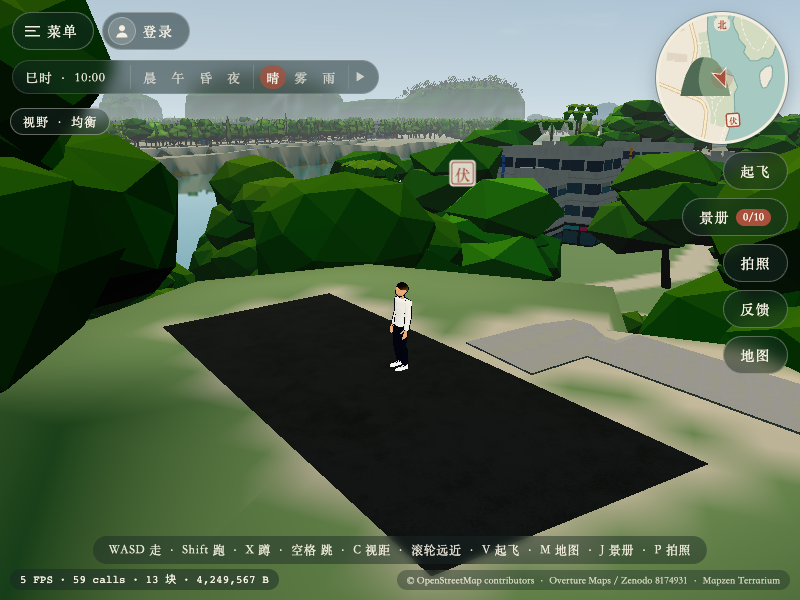 菜单
登录
巳时 · 10:00 晨 午 昏 夜 晴 雾 雨
视野 · 均衡
北
伏
伏
起飞
景册 0/10
拍照
反馈
地图
WASD 走 · Shift 跑 · X 蹲 · 空格 跳 · C 视距 · 滚轮远近 · V 起飞 · M 地图 · J 景册 · P 拍照
5 FPS · 59 calls · 13 块 · 4,249,567 B
© OpenStreetMap contributors · Overture Maps / Zenodo 8174931 · Mapzen Terrarium